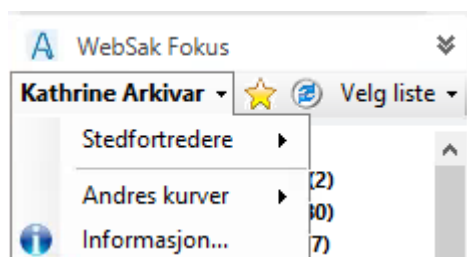 WebSak Fokus
Kathrine Arkivar Velg liste
Stedfortredere
(2)
Andres kurver
30)
Informasjon...
7)